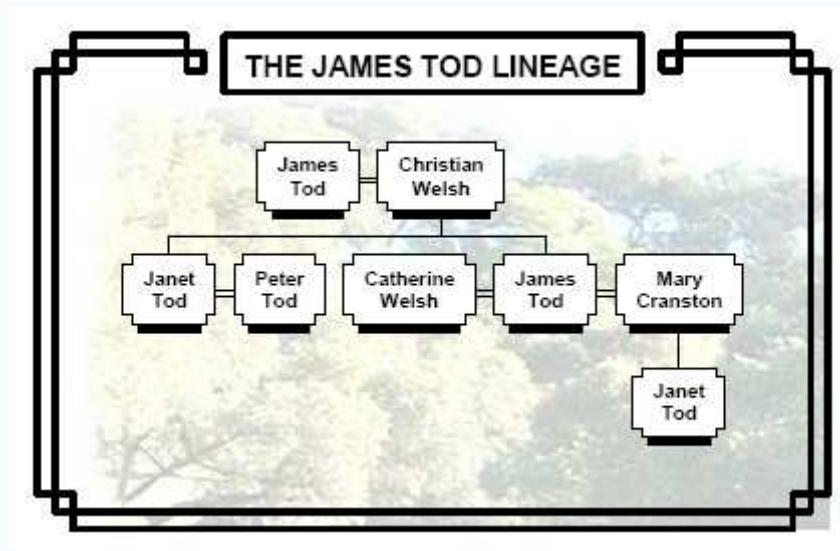 THE JAMES TOD LINEAGE
James
Tod
Christian
Welsh
Janet
Tod
Peter
Tod
Catherine
Welsh
James
Tod
Mary
Cranston
Janet
Tod